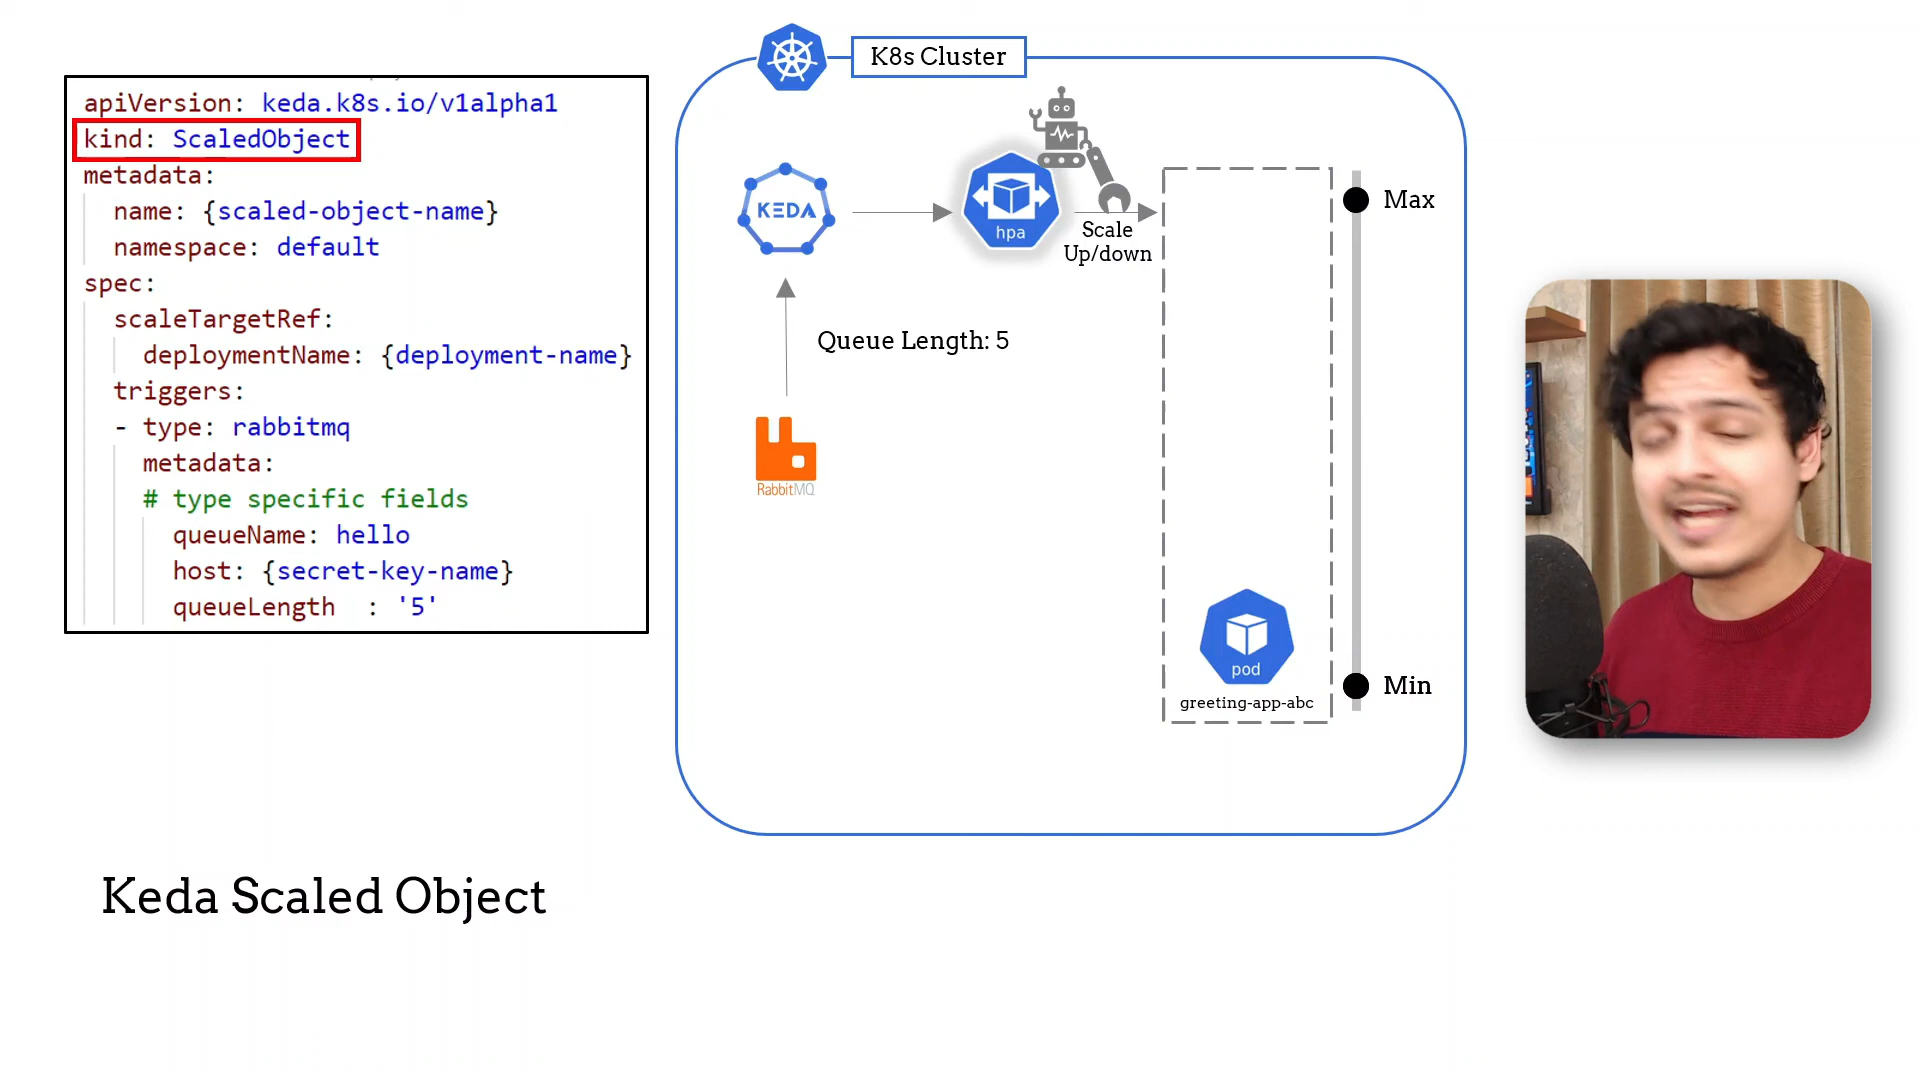 apiVersion: keda.k8s.io/v1alpha1
kind: ScaledObject
metadata:
name: {scaled-object-name}
namespace: default
spec:
scaleTargetRef:
deploymentName: {deployment-name}
triggers:
- type: rabbitmq
metadata:
# type specific fields
queueName: hello
host: {secret-key-name}
queueLength : '5'
K8s Cluster
KEDA
hpa
Scale
Up/down
Max
Queue Length: 5
RabbitMQ
pod
greeting-app-abc
Min
Keda Scaled Object